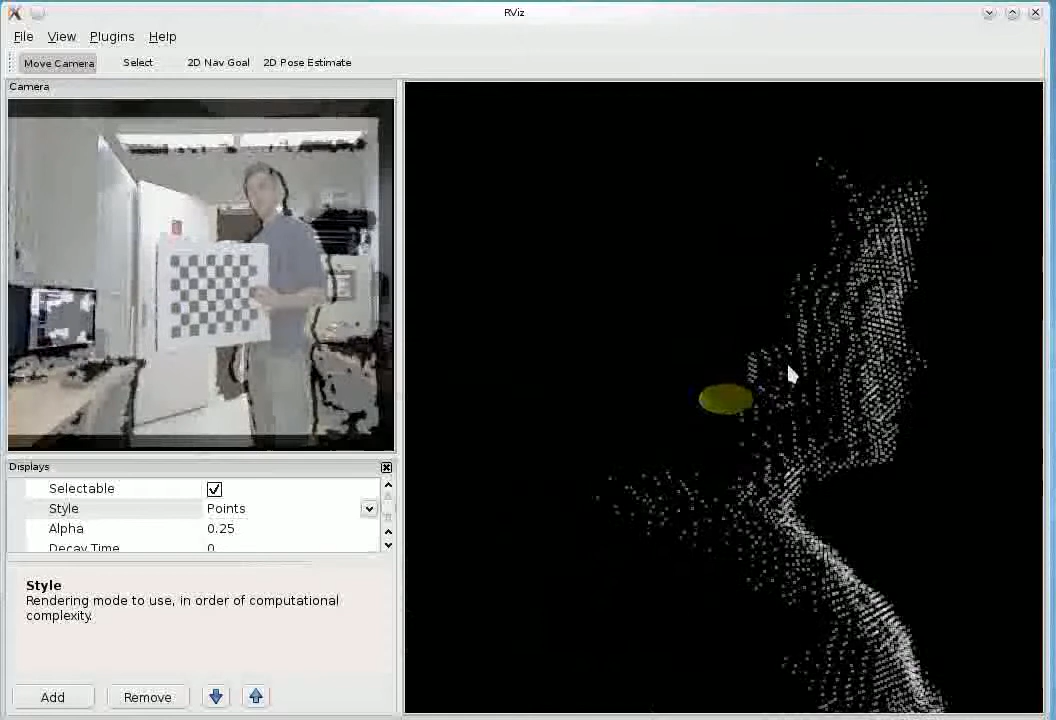 RViz
File View Plugins Help
Move Camera Select 2D Nav Goal 2D Pose Estimate
Camera
Displays
Selectable
Style Points
Alpha 0.25
Decay Time 0
Style
Rendering mode to use, in order of computational
complexity.
Add Remove